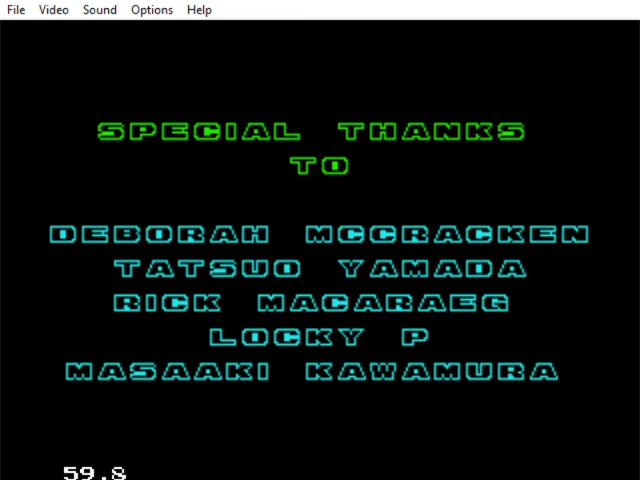 File Video Sound Options Help
SPECIAL THANKS
TO
DEBORAH MCCRACKEN
TATSUO YAMADA
RICK MACARAEG
LOCKY P
MASAAKI KAWAMURA
59.8